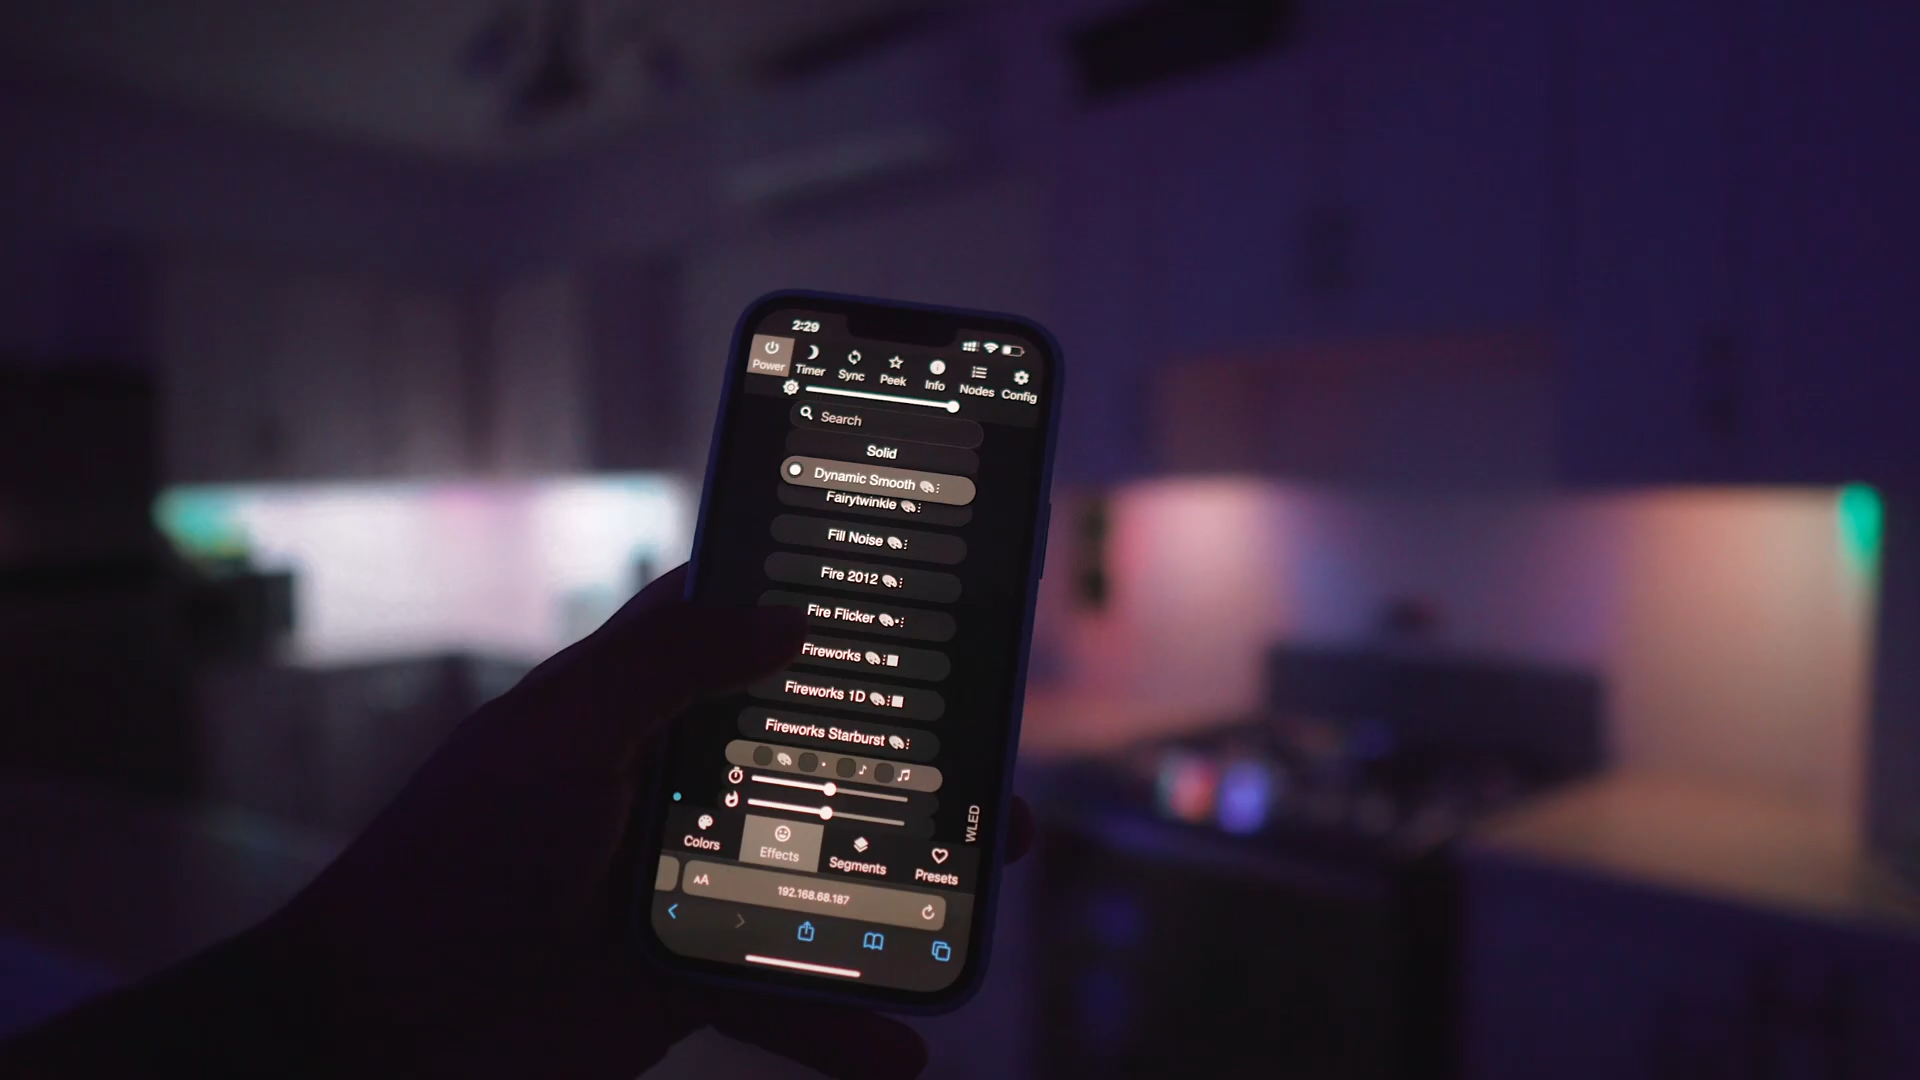 2:29
Power Timer Sync Peek Info Nodes Config
Search
Solid
Dynamic Smooth
Fairytwinkle
Fill Noise
Fire 2012
Fire Flicker
Fireworks
Fireworks 1D
Fireworks Starburst
WLED
Colors Effects Segments Presets
AA 192.168.68.187